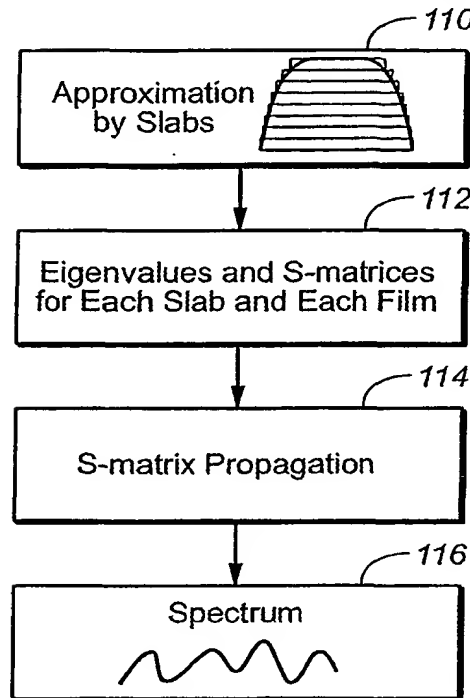 110
Approximation
by Slabs
112
Eigenvalues and S-matrices
for Each Slab and Each Film
114
S-matrix Propagation
116
Spectrum